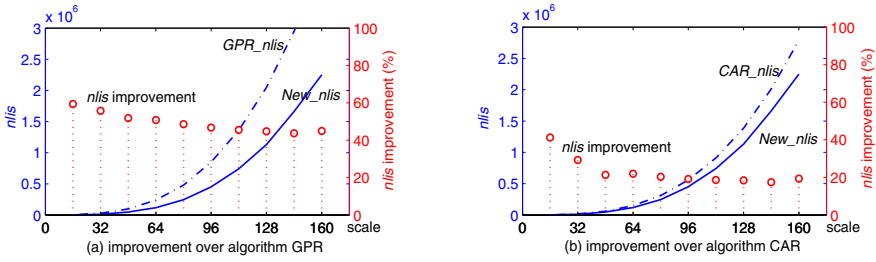 x 10^6
3
2.5
2
1.5
1
0.5
0
nlis
GPR_nlis
New_nlis
nlis improvement
100
80
60
40
20
0
nlis improvement (%)
0 32 64 96 128 160 scale
(a) improvement over algorithm GPR
x 10^6
3
2.5
2
1.5
1
0.5
0
nlis
CAR_nlis
New_nlis
nlis improvement
100
80
60
40
20
0
nlis improvement (%)
0 32 64 96 128 160 scale
(b) improvement over algorithm CAR